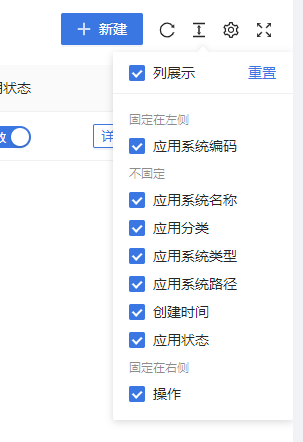 新建
列展示 重置
应用状态
固定在左侧
应用系统编码
详
不固定
应用系统名称
应用分类
应用系统类型
应用系统路径
创建时间
应用状态
固定在右侧
操作